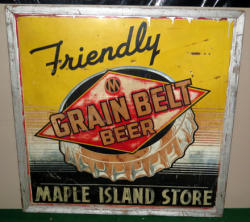 Friendly
GRAIN BELT
BEER
MAPLE ISLAND STORE